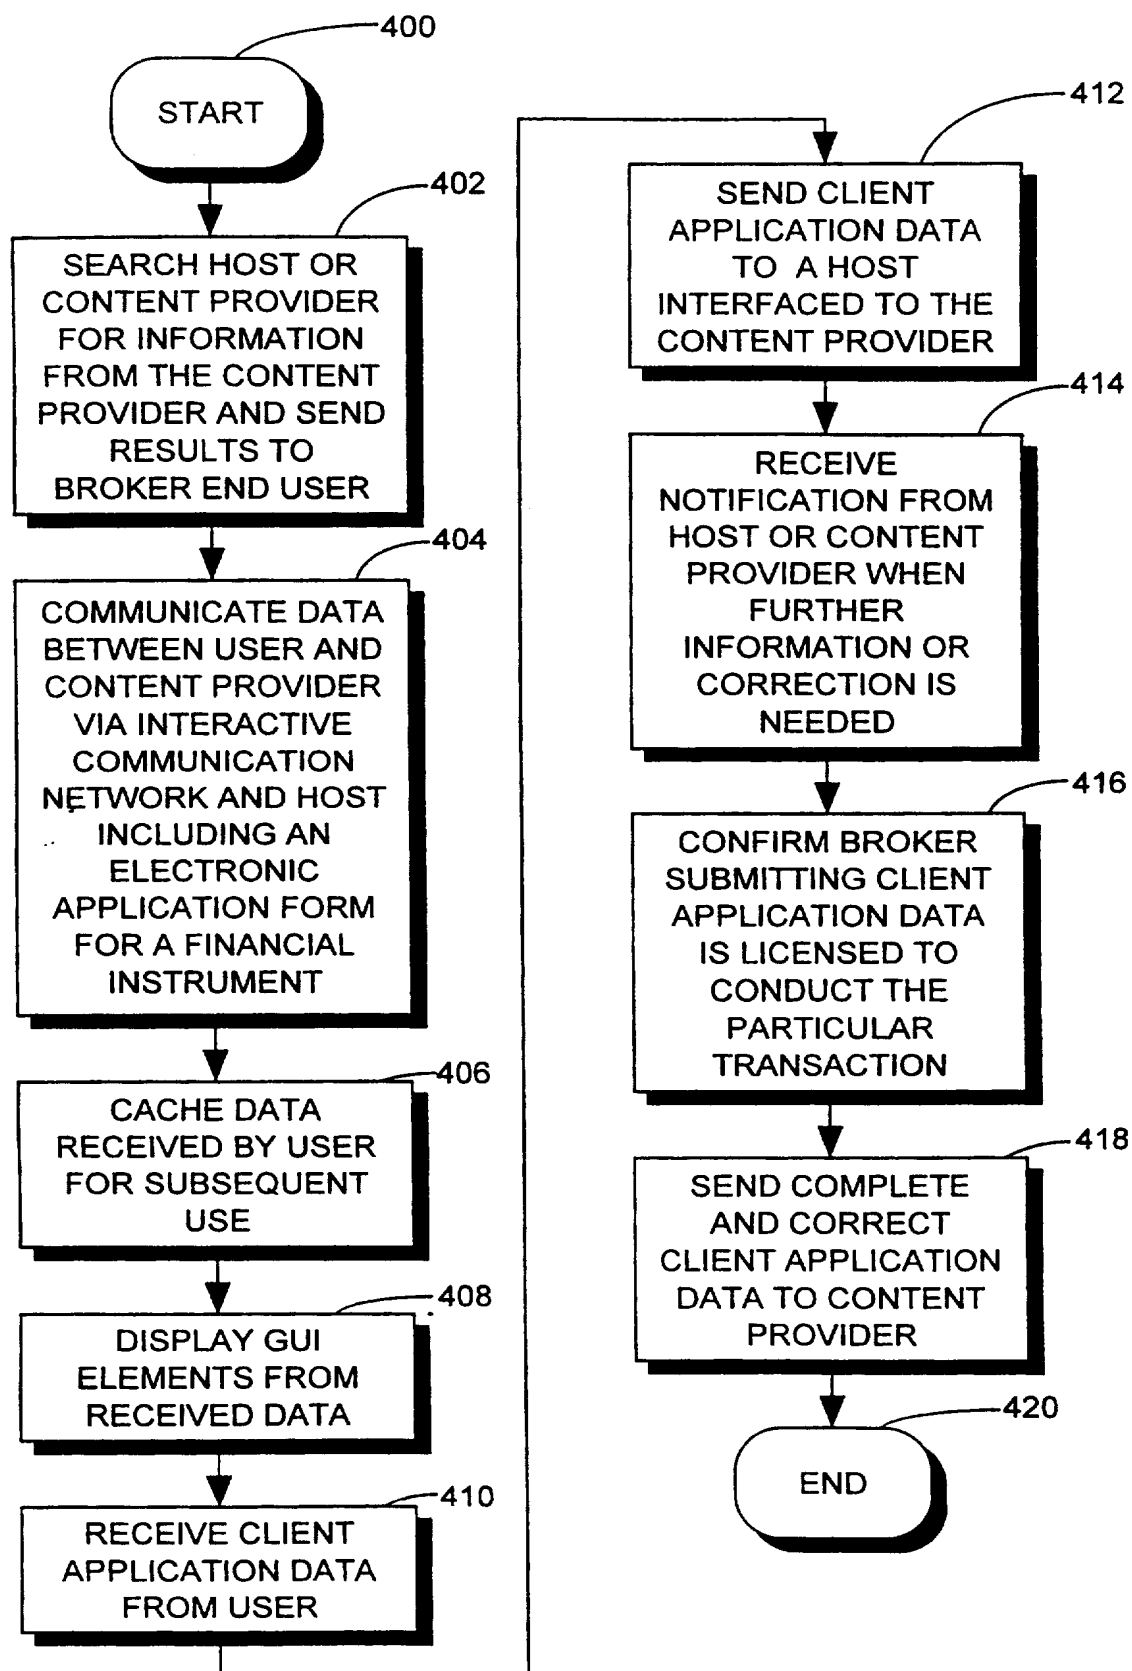 400
START
402
SEARCH HOST OR
CONTENT PROVIDER
FOR INFORMATION
FROM THE CONTENT
PROVIDER AND SEND
RESULTS TO
BROKER END USER
404
COMMUNICATE DATA
BETWEEN USER AND
CONTENT PROVIDER
VIA INTERACTIVE
COMMUNICATION
NETWORK AND HOST
INCLUDING AN
ELECTRONIC
APPLICATION FORM
FOR A FINANCIAL
INSTRUMENT
406
CACHE DATA
RECEIVED BY USER
FOR SUBSEQUENT
USE
408
DISPLAY GUI
ELEMENTS FROM
RECEIVED DATA
410
RECEIVE CLIENT
APPLICATION DATA
FROM USER
412
SEND CLIENT
APPLICATION DATA
TO A HOST
INTERFACED TO THE
CONTENT PROVIDER
414
RECEIVE
NOTIFICATION FROM
HOST OR CONTENT
PROVIDER WHEN
FURTHER
INFORMATION OR
CORRECTION IS
NEEDED
416
CONFIRM BROKER
SUBMITTING CLIENT
APPLICATION DATA
IS LICENSED TO
CONDUCT THE
PARTICULAR
TRANSACTION
418
SEND COMPLETE
AND CORRECT
CLIENT APPLICATION
DATA TO CONTENT
PROVIDER
420
END